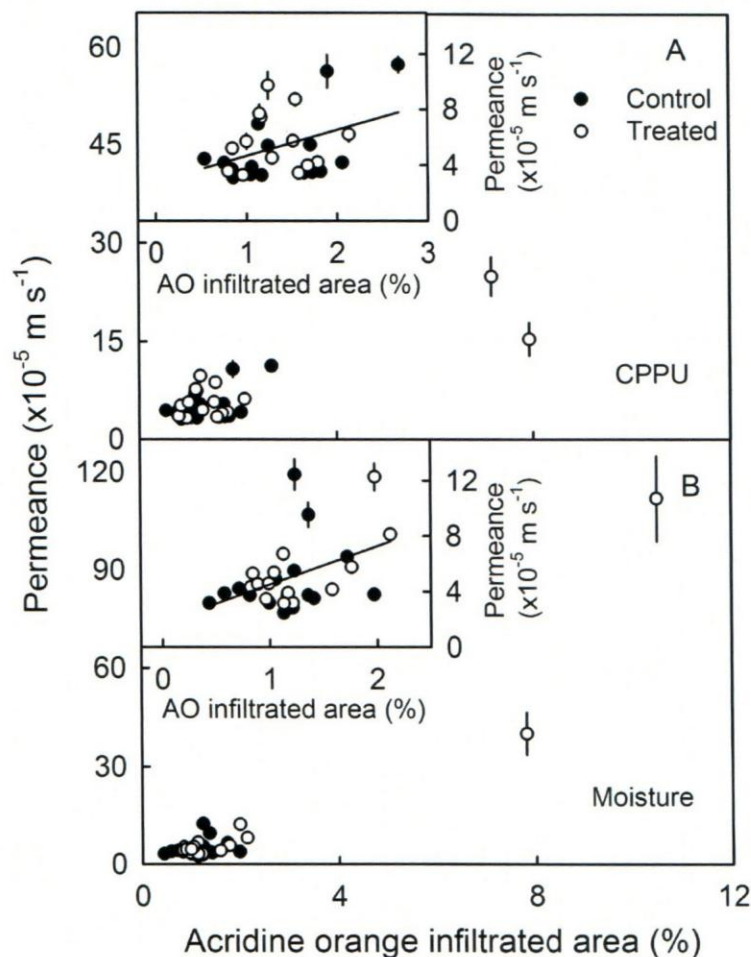 A
Control
Treated
60
45
30
15
0
12
8
4
0
Permeance
(x10-5 m s-1)
0 1 2 3
AO infiltrated area (%)
CPPU
Permeance (x10-5 m s-1)
B
120
90
60
30
0
12
8
4
0
Permeance
(x10-5 m s-1)
0 1 2
AO infiltrated area (%)
Moisture
0 4 8 12
Acridine orange infiltrated area (%)